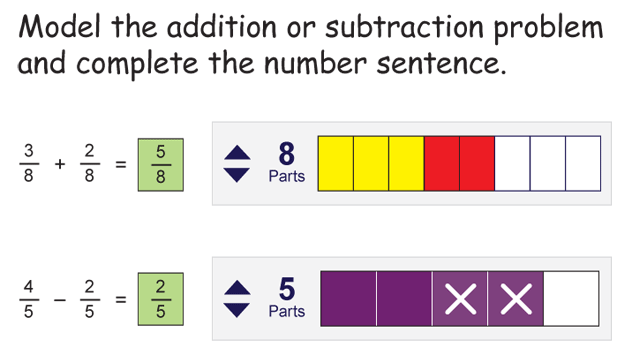 Model the addition or subtraction problem
and complete the number sentence.
3/8 + 2/8 = 5/8
8
Parts
4/5 − 2/5 = 2/5
5
Parts